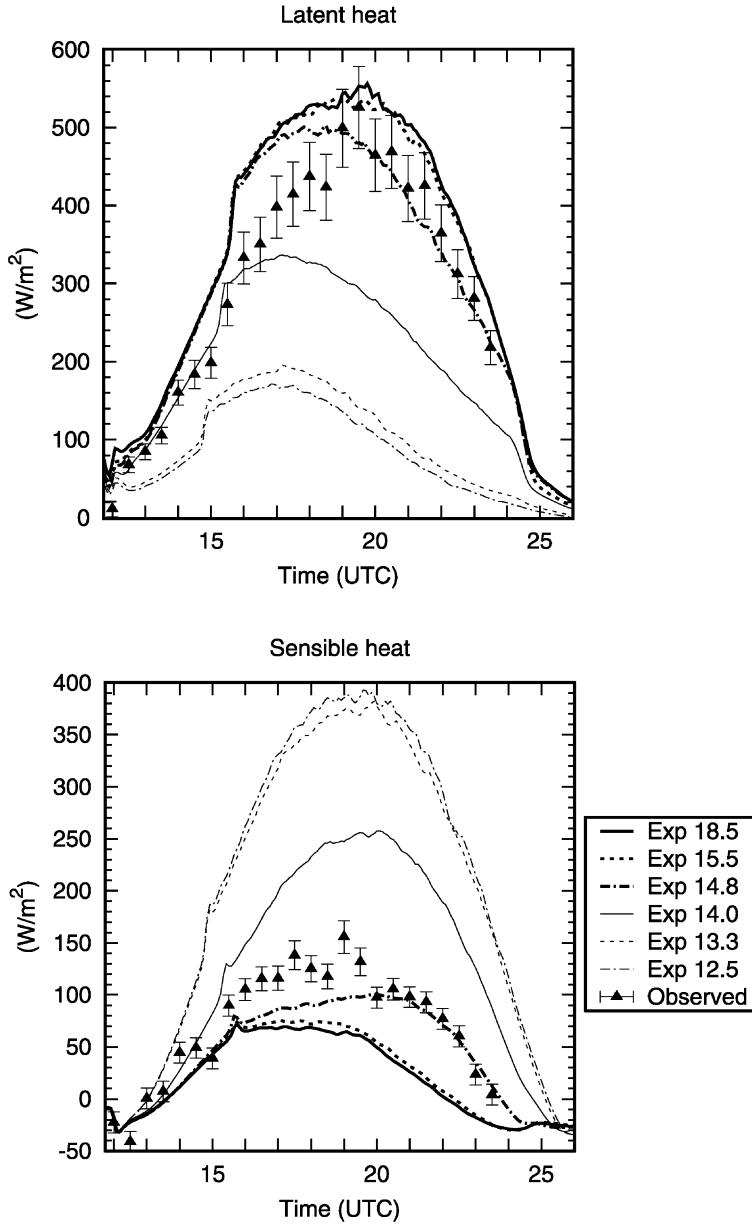 Latent heat
600
500
400
300
200
100
0
(W/m²)
15 20 25
Time (UTC)
Sensible heat
400
350
300
250
200
150
100
50
0
-50
(W/m²)
15 20 25
Time (UTC)
Exp 18.5
Exp 15.5
Exp 14.8
Exp 14.0
Exp 13.3
Exp 12.5
Observed